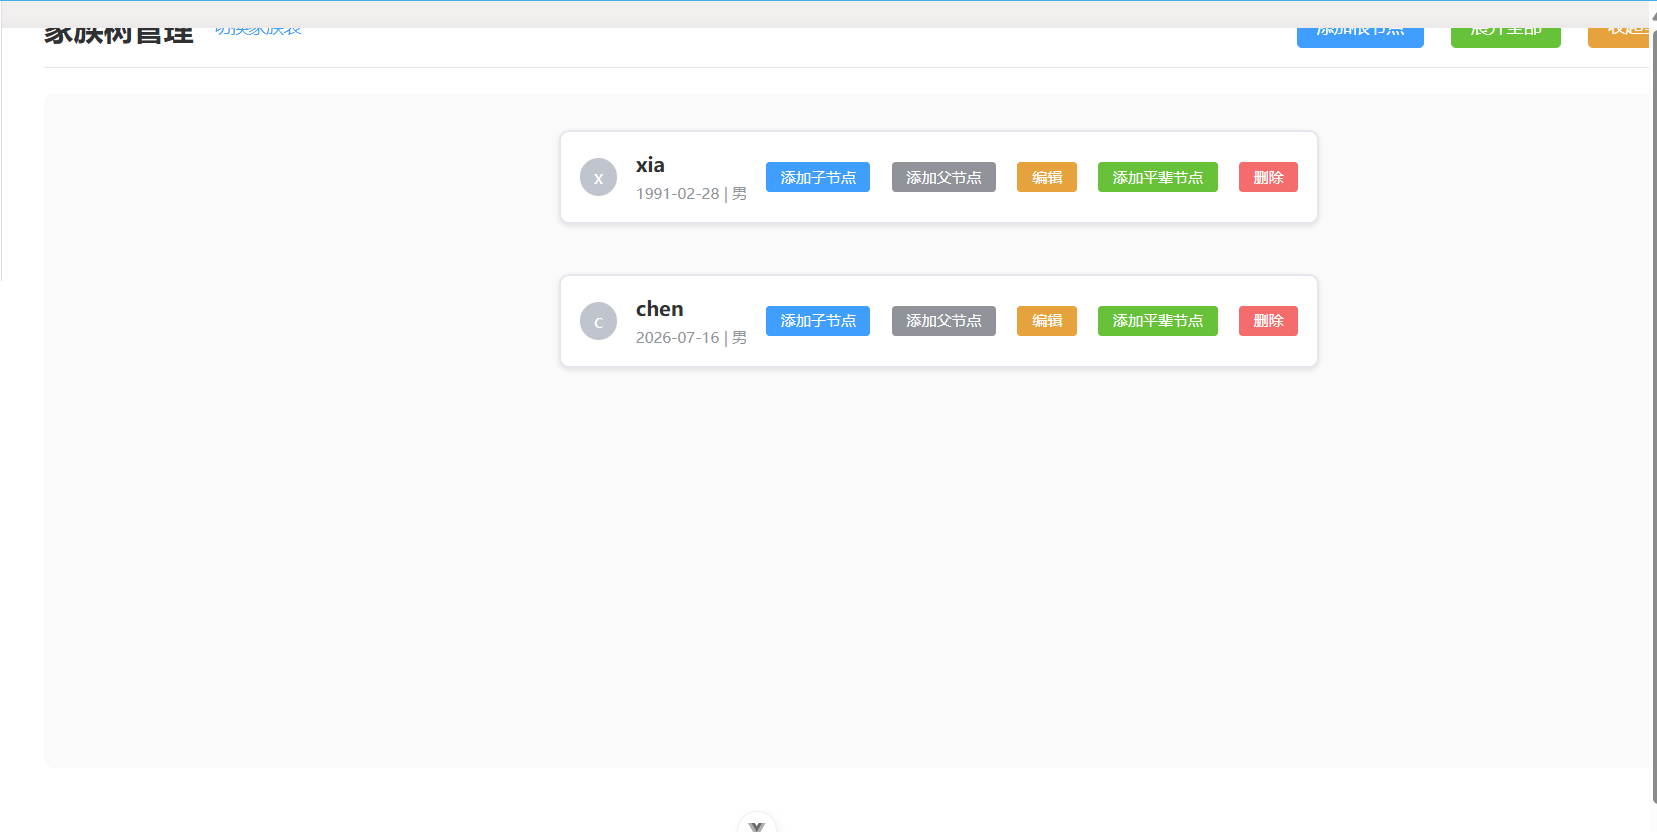 家族树管理 切换家族表 添加根节点 展开全部
x xia 添加子节点 添加父节点 编辑 添加平辈节点 删除
1991-02-28 | 男
c chen 添加子节点 添加父节点 编辑 添加平辈节点 删除
2026-07-16 | 男